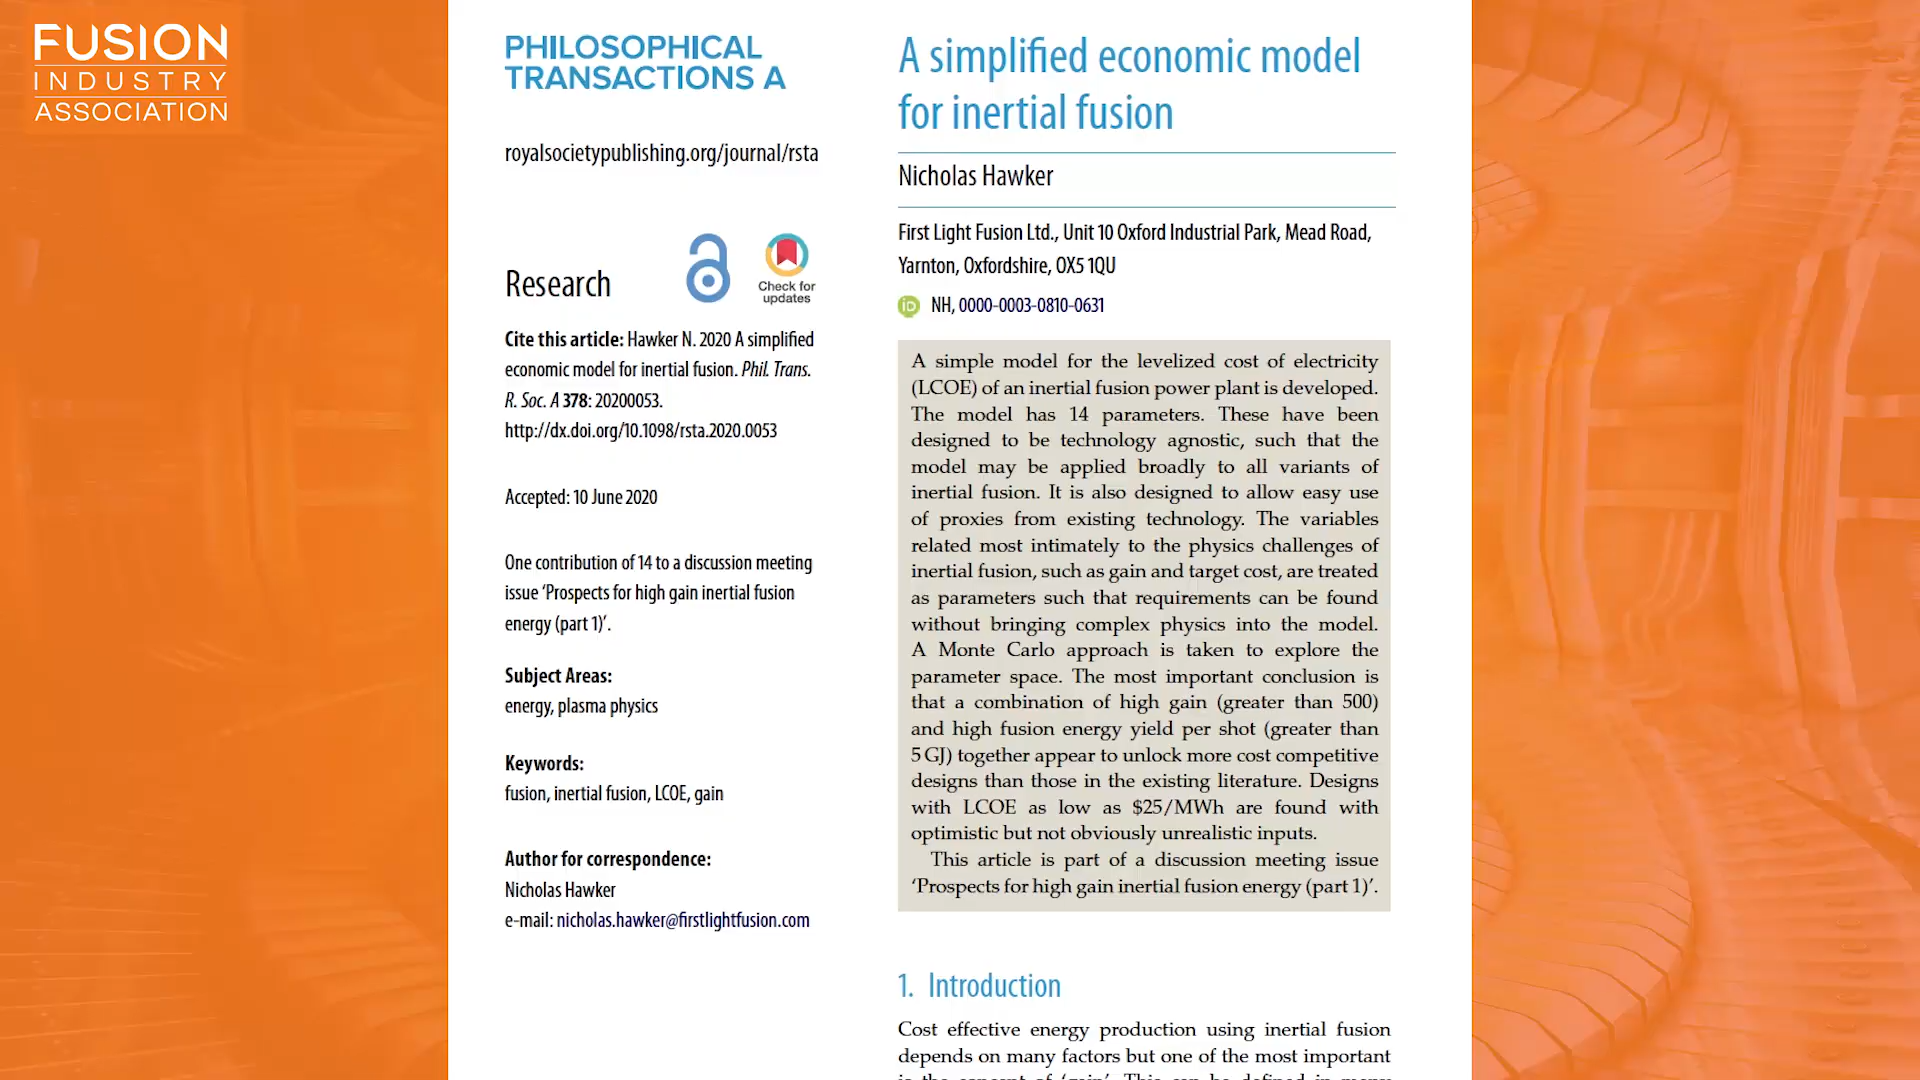 FUSION
INDUSTRY
ASSOCIATION
PHILOSOPHICAL
TRANSACTIONS A
royalsocietypublishing.org/journal/rsta
Research
Check for
updates
Cite this article: Hawker N. 2020 A simplified
economic model for inertial fusion. Phil. Trans.
R. Soc. A 378: 20200053.
http://dx.doi.org/10.1098/rsta.2020.0053
Accepted: 10 June 2020
One contribution of 14 to a discussion meeting
issue ‘Prospects for high gain inertial fusion
energy (part 1)’.
Subject Areas:
energy, plasma physics
Keywords:
fusion, inertial fusion, LCOE, gain
Author for correspondence:
Nicholas Hawker
e-mail: nicholas.hawker@firstlightfusion.com
A simplified economic model
for inertial fusion
Nicholas Hawker
First Light Fusion Ltd., Unit 10 Oxford Industrial Park, Mead Road,
Yarnton, Oxfordshire, OX5 1QU
iD NH, 0000-0003-0810-0631
A simple model for the levelized cost of electricity
(LCOE) of an inertial fusion power plant is developed.
The model has 14 parameters. These have been
designed to be technology agnostic, such that the
model may be applied broadly to all variants of
inertial fusion. It is also designed to allow easy use
of proxies from existing technology. The variables
related most intimately to the physics challenges of
inertial fusion, such as gain and target cost, are treated
as parameters such that requirements can be found
without bringing complex physics into the model.
A Monte Carlo approach is taken to explore the
parameter space. The most important conclusion is
that a combination of high gain (greater than 500)
and high fusion energy yield per shot (greater than
5 GJ) together appear to unlock more cost competitive
designs than those in the existing literature. Designs
with LCOE as low as $25/MWh are found with
optimistic but not obviously unrealistic inputs.
This article is part of a discussion meeting issue
‘Prospects for high gain inertial fusion energy (part 1)’.
1. Introduction
Cost effective energy production using inertial fusion
depends on many factors but one of the most important